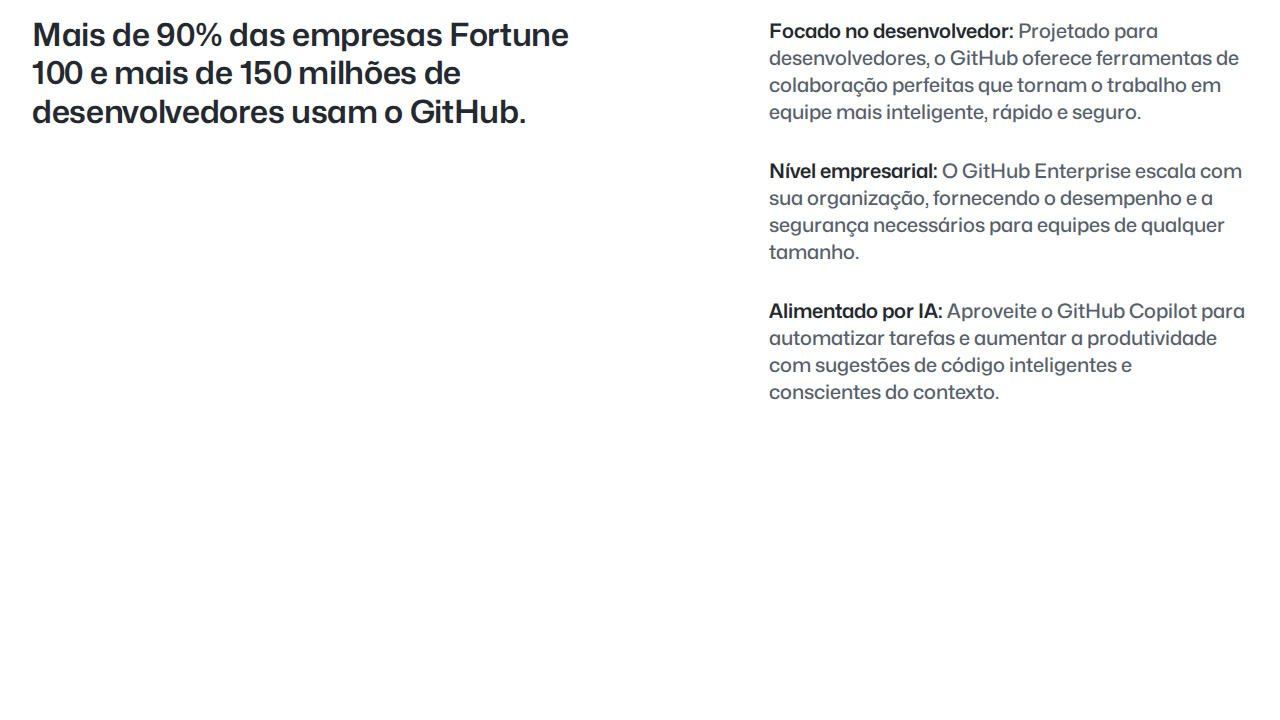 Mais de 90% das empresas Fortune
100 e mais de 150 milhões de
desenvolvedores usam o GitHub.
Focado no desenvolvedor: Projetado para
desenvolvedores, o GitHub oferece ferramentas de
colaboração perfeitas que tornam o trabalho em
equipe mais inteligente, rápido e seguro.
Nível empresarial: O GitHub Enterprise escala com
sua organização, fornecendo o desempenho e a
segurança necessários para equipes de qualquer
tamanho.
Alimentado por IA: Aproveite o GitHub Copilot para
automatizar tarefas e aumentar a produtividade
com sugestões de código inteligentes e
conscientes do contexto.